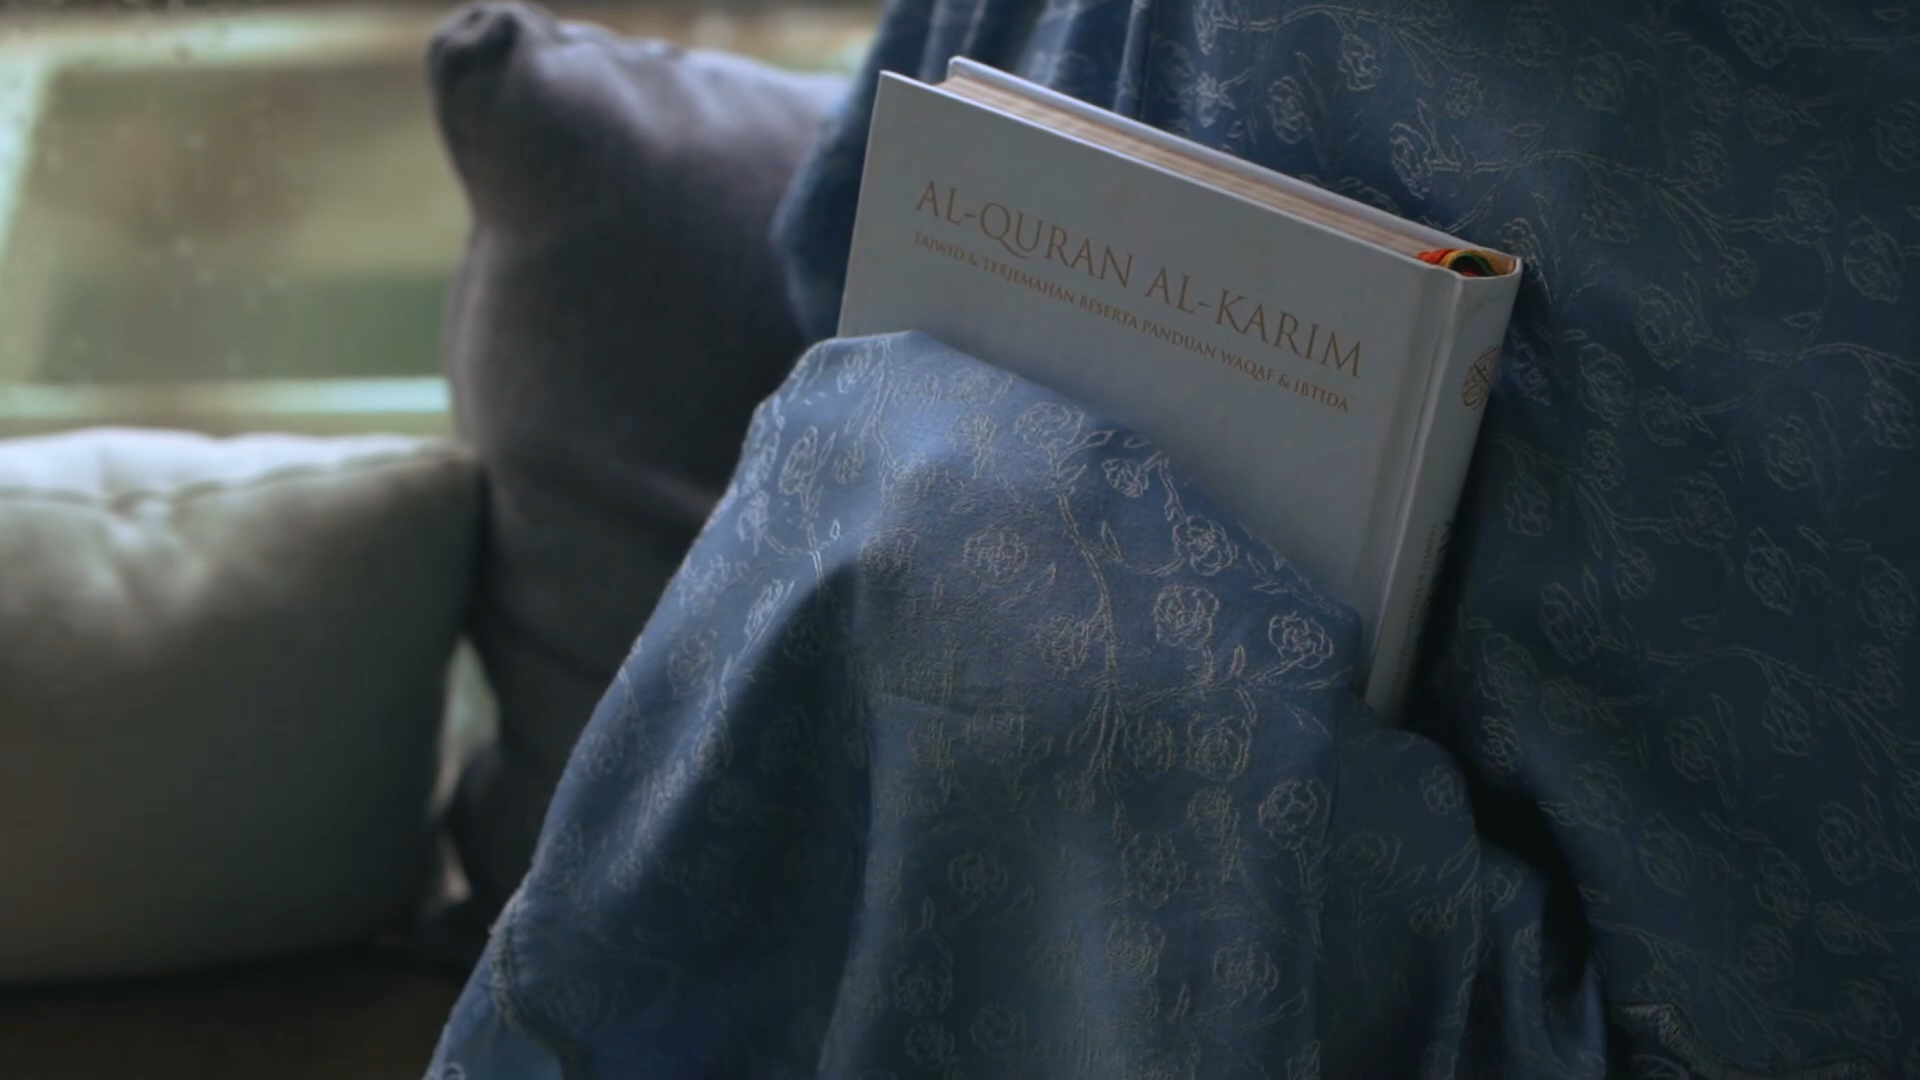 AL-QURAN AL-KARIM
TAJWID & TERJEMAHAN BESERTA PANDUAN WAQAF & IBTIDA